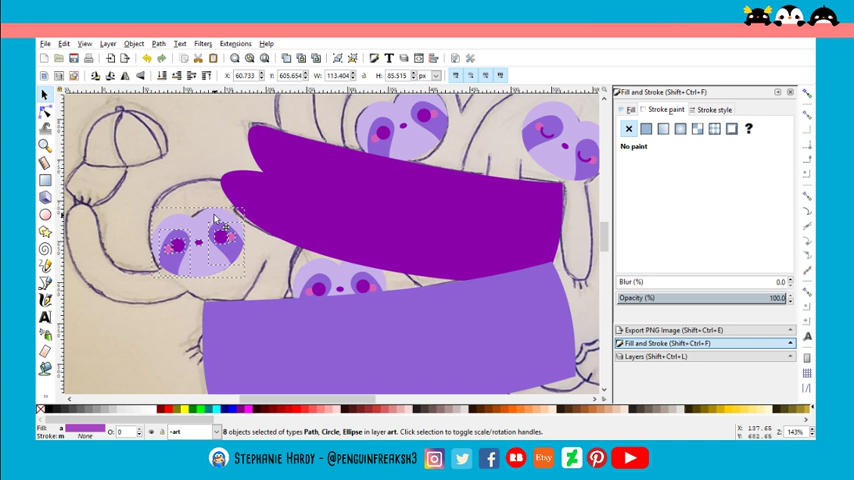 File Edit View Layer Object Path Text Filters Extensions Help
X: 60.733 Y: 605.654 W: 113.404 H: 85.515 px
Fill and Stroke (Shift+Ctrl+F)
Fill Stroke paint Stroke style
?
No paint
Blur (%) 0.0
Opacity (%) 100.0
Export PNG Image (Shift+Ctrl+E)
Fill and Stroke (Shift+Ctrl+F)
Layers (Shift+Ctrl+L)
Fill: a
Stroke: m None
O: 0
art
8 objects selected of types Path, Circle, Ellipse in layer art. Click selection to toggle scale/rotation handles.
X: 137.65
Y: 682.65
Z: 143%
Stephanie Hardy - @penguinfreaksh3
Etsy